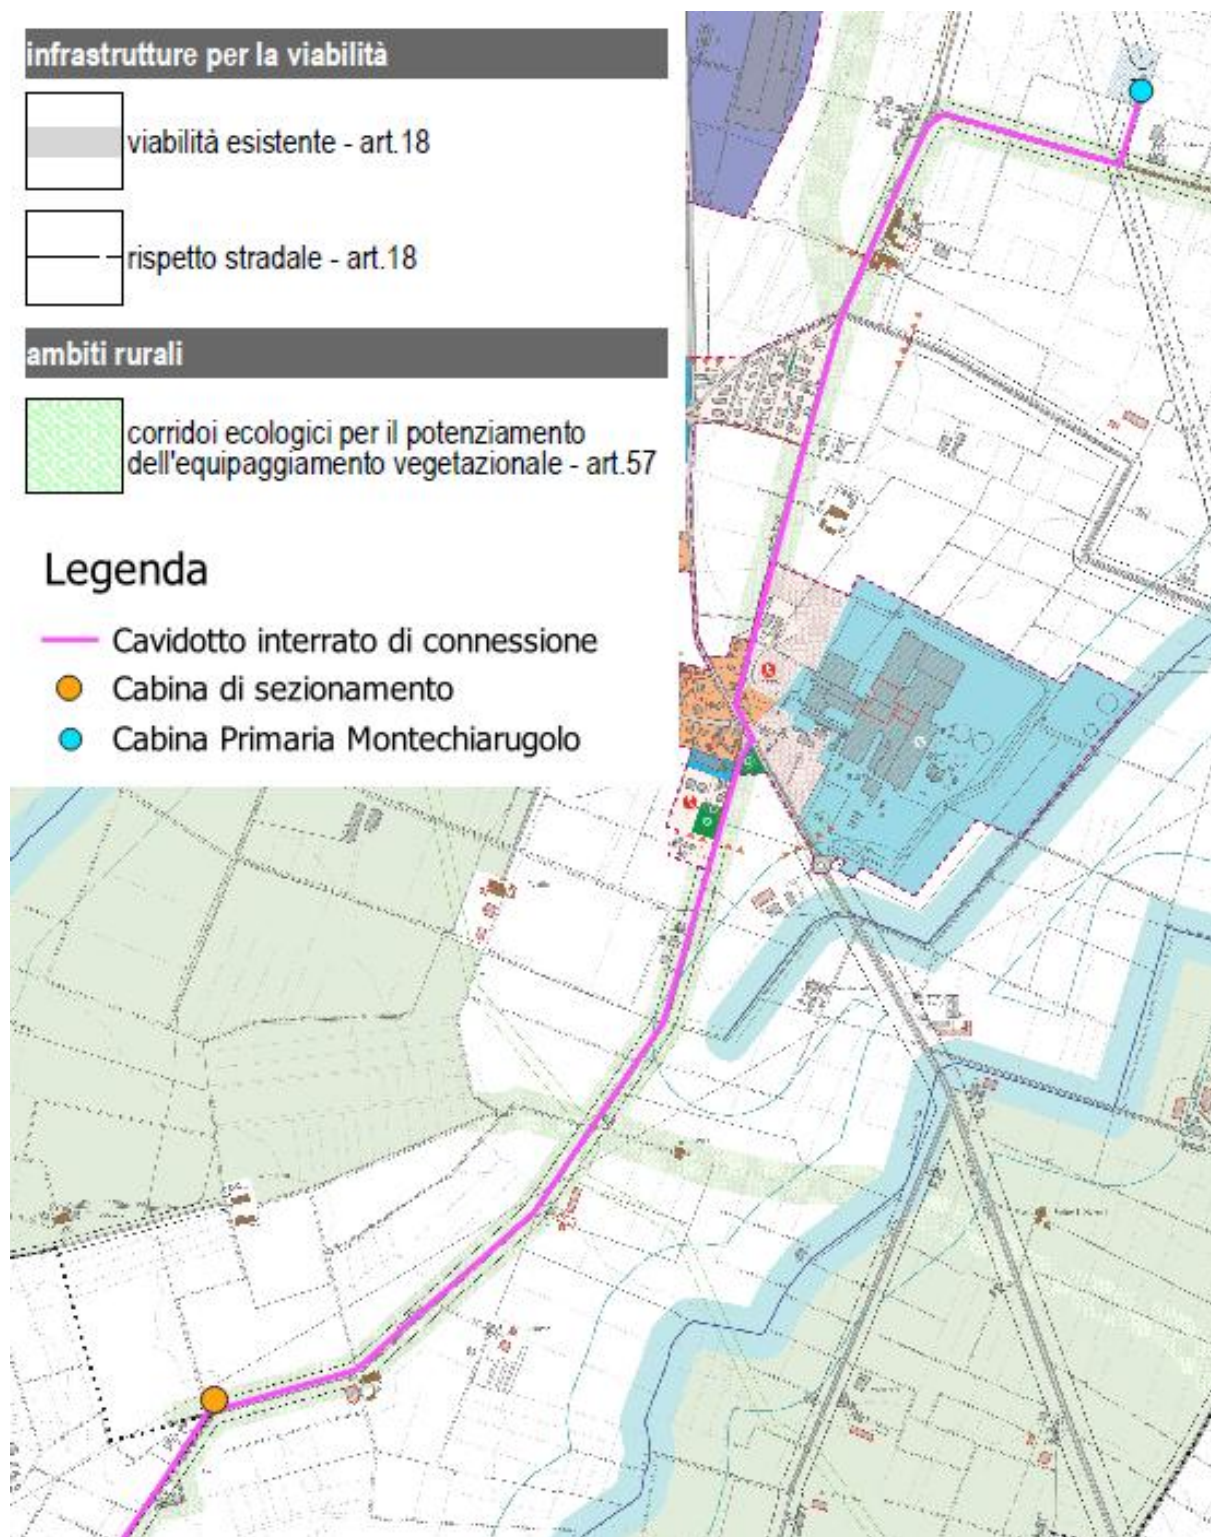 infrastrutture per la viabilità
viabilità esistente - art.18
rispetto stradale - art.18
ambiti rurali
corridoi ecologici per il potenziamento
dell'equipaggiamento vegetazionale - art.57
Legenda
Cavidotto interrato di connessione
Cabina di sezionamento
Cabina Primaria Montechiarugolo